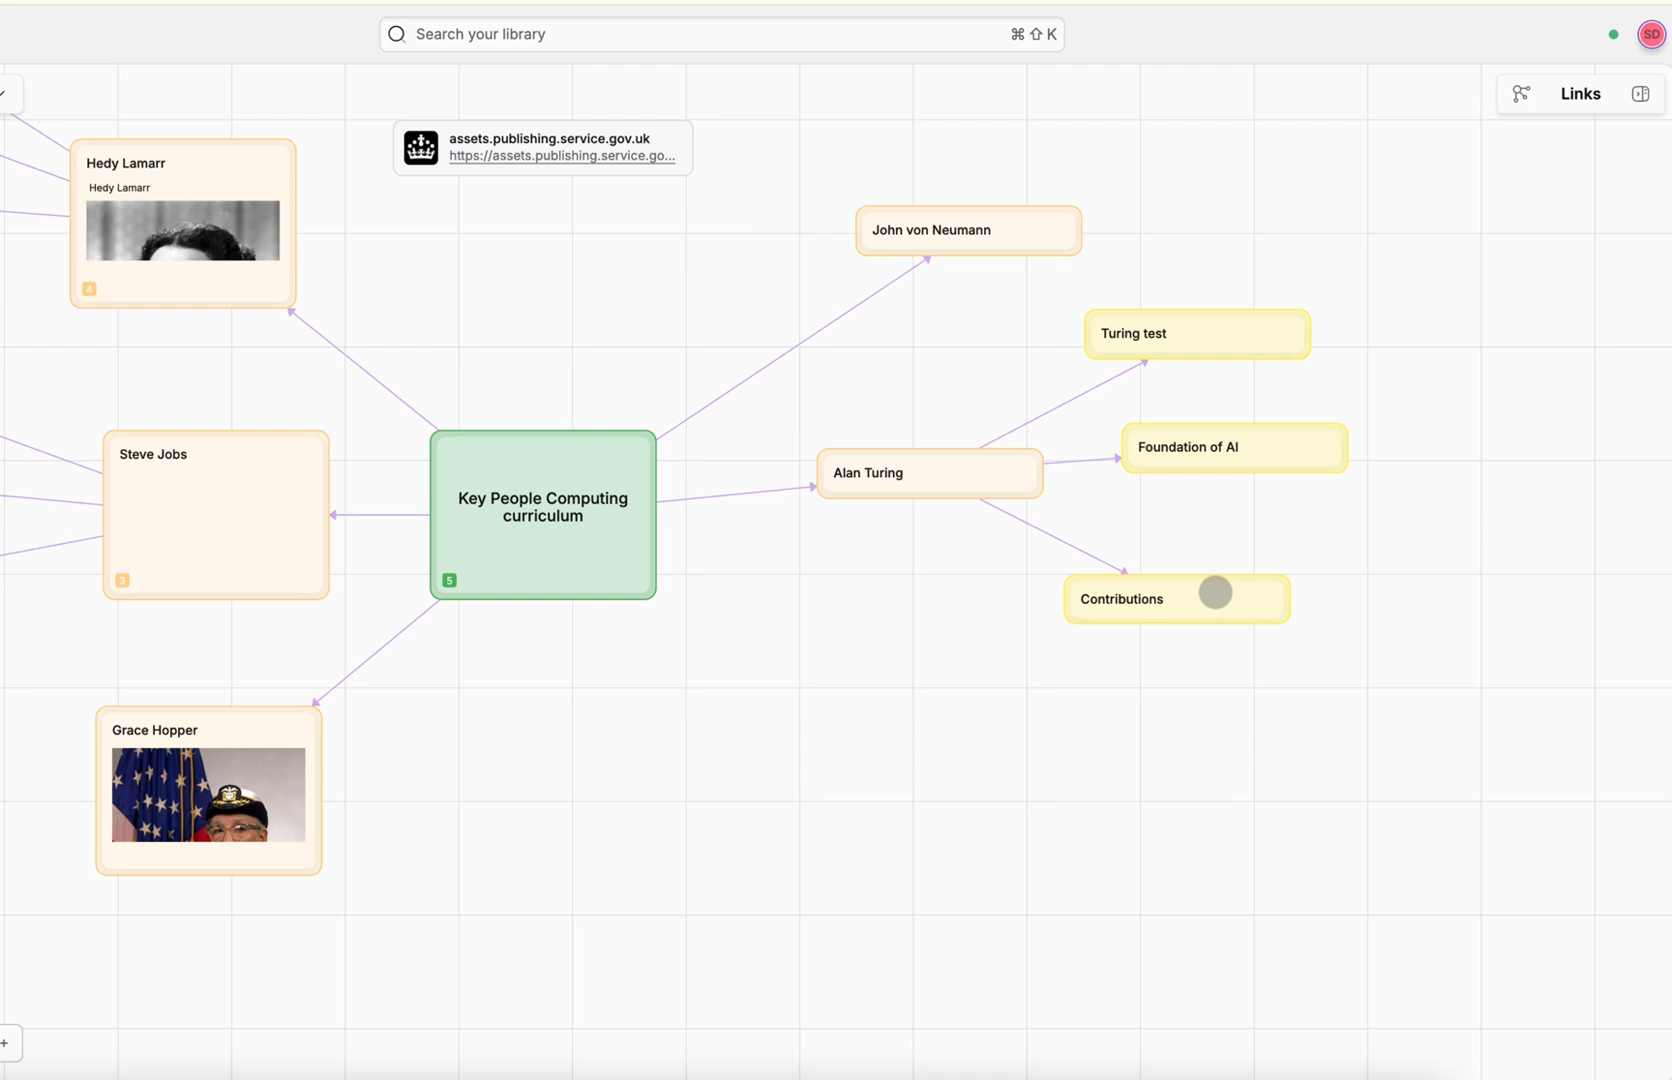 Search your library
⌘ ⇧ K
SD
Links
assets.publishing.service.gov.uk
https://assets.publishing.service.go...
Hedy Lamarr
Hedy Lamarr
4
John von Neumann
Turing test
Foundation of AI
Steve Jobs
3
Key People Computing
curriculum
5
Alan Turing
Contributions
Grace Hopper